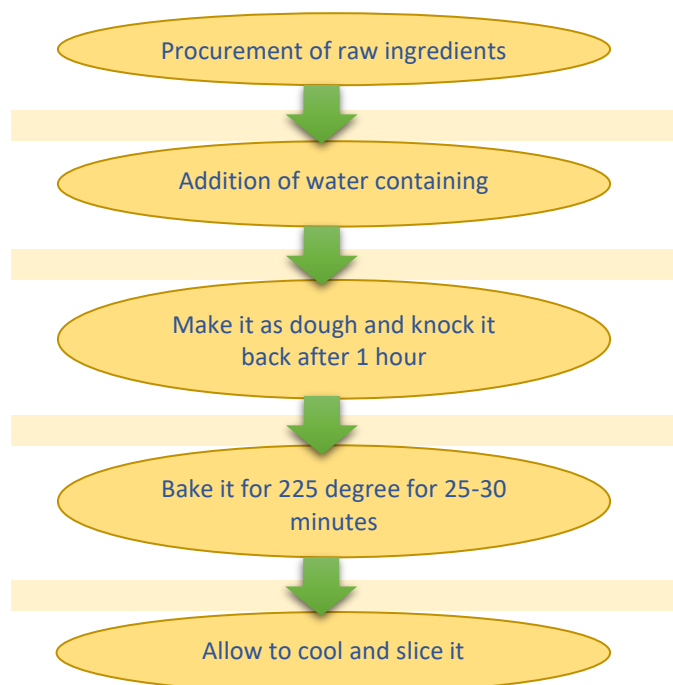 Procurement of raw ingredients
Addition of water containing
Make it as dough and knock it
back after 1 hour
Bake it for 225 degree for 25-30
minutes
Allow to cool and slice it